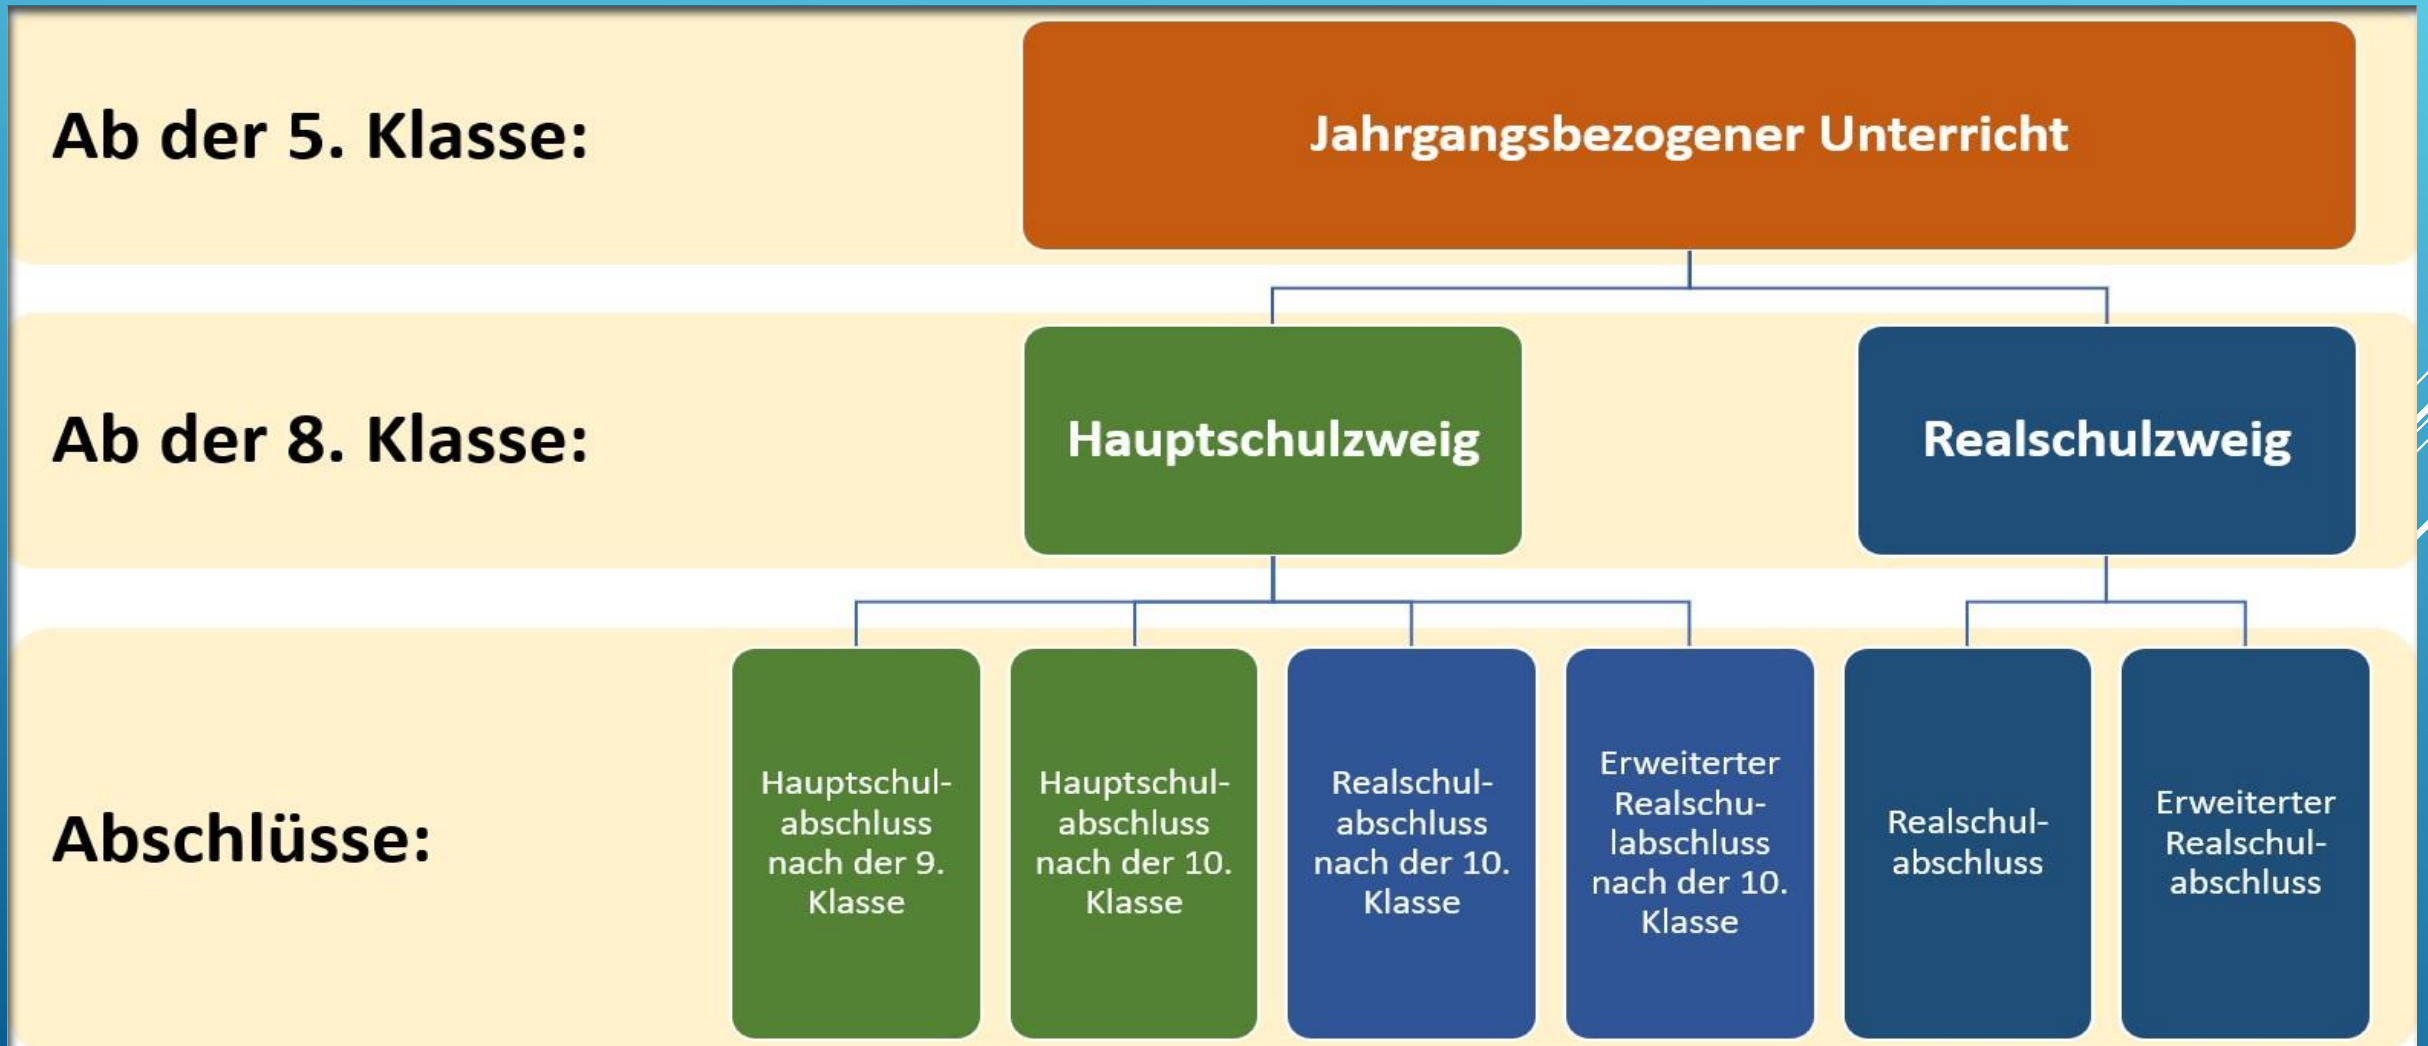 Ab der 5. Klasse:
Jahrgangsbezogener Unterricht
Ab der 8. Klasse:
Hauptschulzweig
Realschulzweig
Abschlüsse:
Hauptschul-
abschluss
nach der 9.
Klasse
Hauptschul-
abschluss
nach der 10.
Klasse
Realschul-
abschluss
nach der 10.
Klasse
Erweiterter
Realschu-
labschluss
nach der 10.
Klasse
Realschul-
abschluss
Erweiterter
Realschul-
abschluss